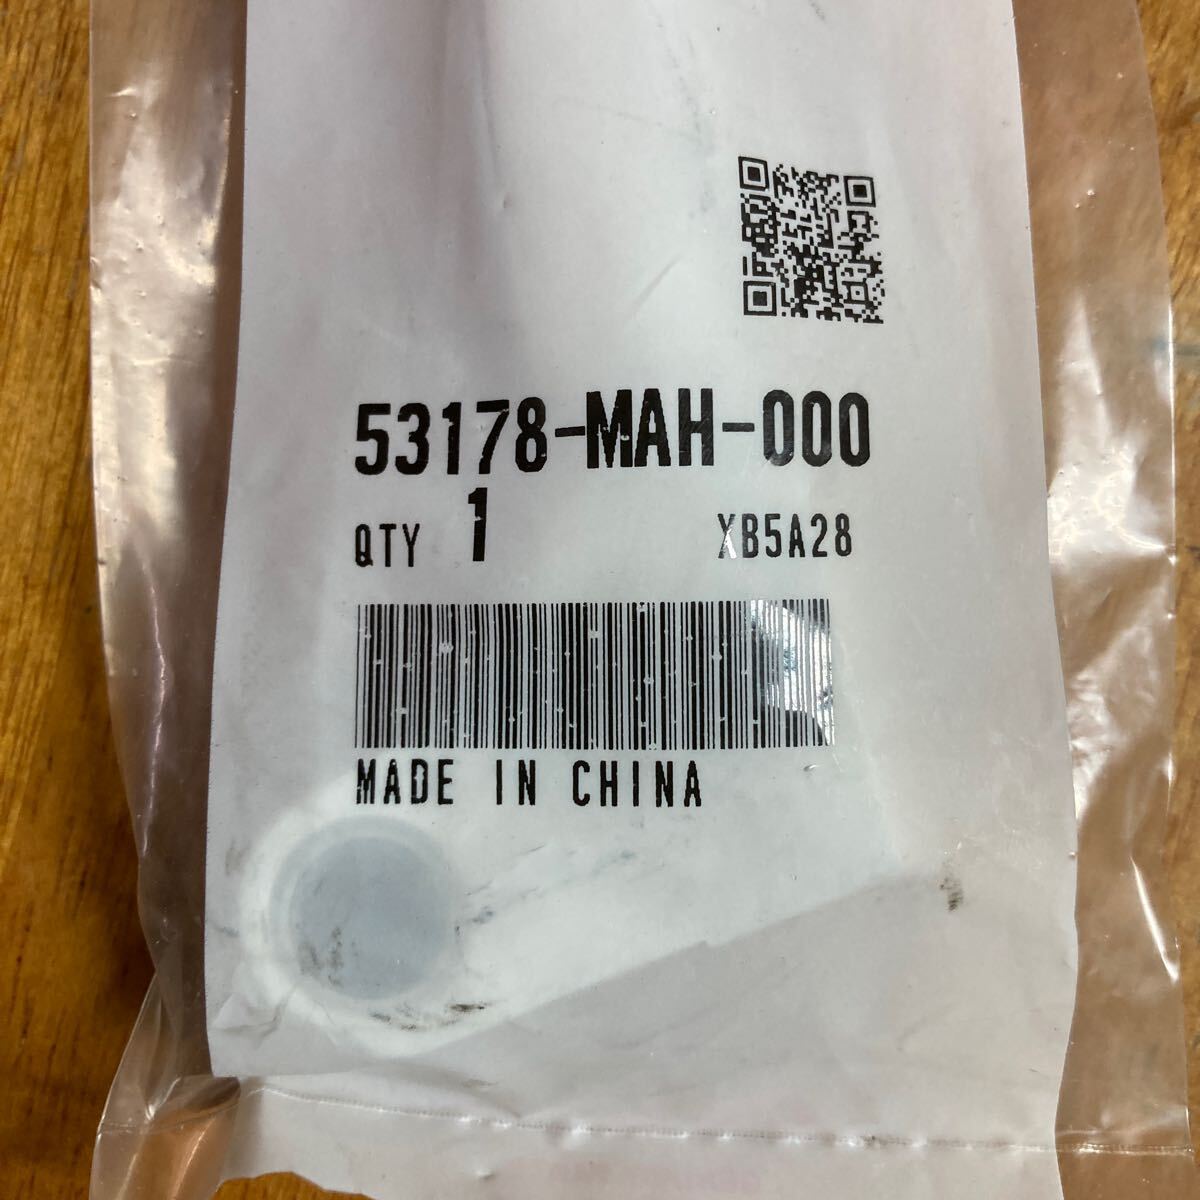 53178-MAH-000
QTY 1 XB5A28
MADE IN CHINA